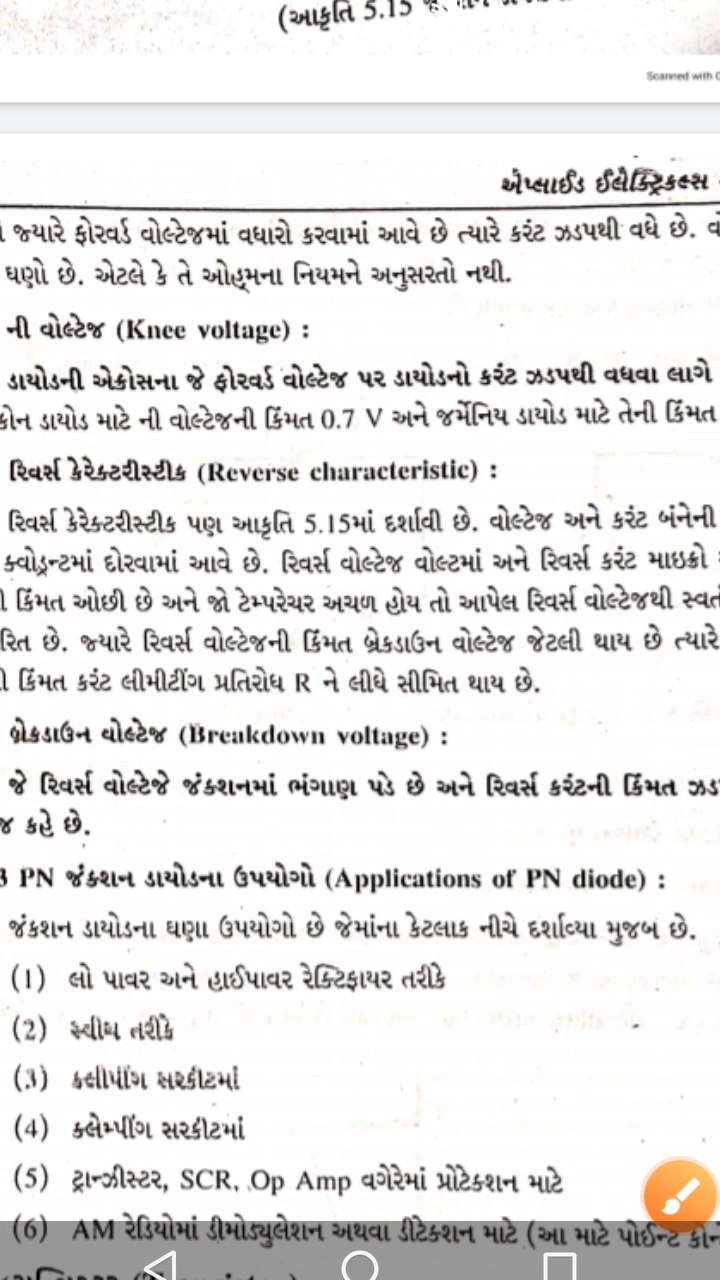 (આકૃતિ 5.15
Scanned with
એપ્લાઈડ ઈલેક્ટ્રિકલ્સ
જ્યારે ફોરવર્ડ વોલ્ટેજમાં વધારો કરવામાં આવે છે ત્યારે કરંટ ઝડપથી વધે છે.
ઘણો છે. એટલે કે તે ઓહ્મના નિયમને અનુસરતો નથી.
ની વોલ્ટેજ (Knee voltage) :
ડાયોડની એક્રોસના જે ફોરવર્ડ વોલ્ટેજ પર ડાયોડનો કરંટ ઝડપથી વધવા લાગે
ડાયોડ માટે ની વોલ્ટેજની કિંમત 0.7 V અને જર્મેનિય ડાયોડ માટે તેની કિંમત
રિવર્સ કેરેક્ટરીસ્ટીક (Reverse characteristic) :
રિવર્સ કેરેક્ટરીસ્ટીક પણ આકૃતિ 5.15માં દર્શાવી છે. વોલ્ટેજ અને કરંટ બંનેની
ક્વોડ્રન્ટમાં દોરવામાં આવે છે. રિવર્સ વોલ્ટેજ વોલ્ટમાં અને રિવર્સ કરંટ માઇક્રો
કિંમત ઓછી છે અને જો ટેમ્પરેચર અચળ હોય તો આપેલ રિવર્સ વોલ્ટેજથી
છે. જ્યારે રિવર્સ વોલ્ટેજની કિંમત બ્રેકડાઉન વોલ્ટેજ જેટલી થાય છે ત્યારે
કિંમત કરંટ લીમીટીંગ પ્રતિરોધ R ને લીધે સીમિત થાય છે.
બ્રેકડાઉન વોલ્ટેજ (Breakdown voltage) :
જે રિવર્સ વોલ્ટેજે જંક્શનમાં ભંગાણ પડે છે અને રિવર્સ કરંટની કિંમત
કહે છે.
3 PN જંક્શન ડાયોડના ઉપયોગો (Applications of PN diode) :
જંકશન ડાયોડના ઘણા ઉપયોગો છે જેમાંના કેટલાક નીચે દર્શાવ્યા મુજબ છે.
(1) લો પાવર અને હાઈપાવર રેક્ટિફાયર તરીકે
(2) સ્વીચ તરીકે
(3) ક્લીપીંગ સરકીટમાં
(4) ક્લેમ્પીંગ સરકીટમાં
(5) ટ્રાન્ઝીસ્ટર, SCR, Op Amp વગેરેમાં પ્રોટેક્શન માટે
(6) AM રેડિયોમાં ડીમોડ્યુલેશન અથવા ડીટેક્શન માટે (આ માટે પોઈન્ટ